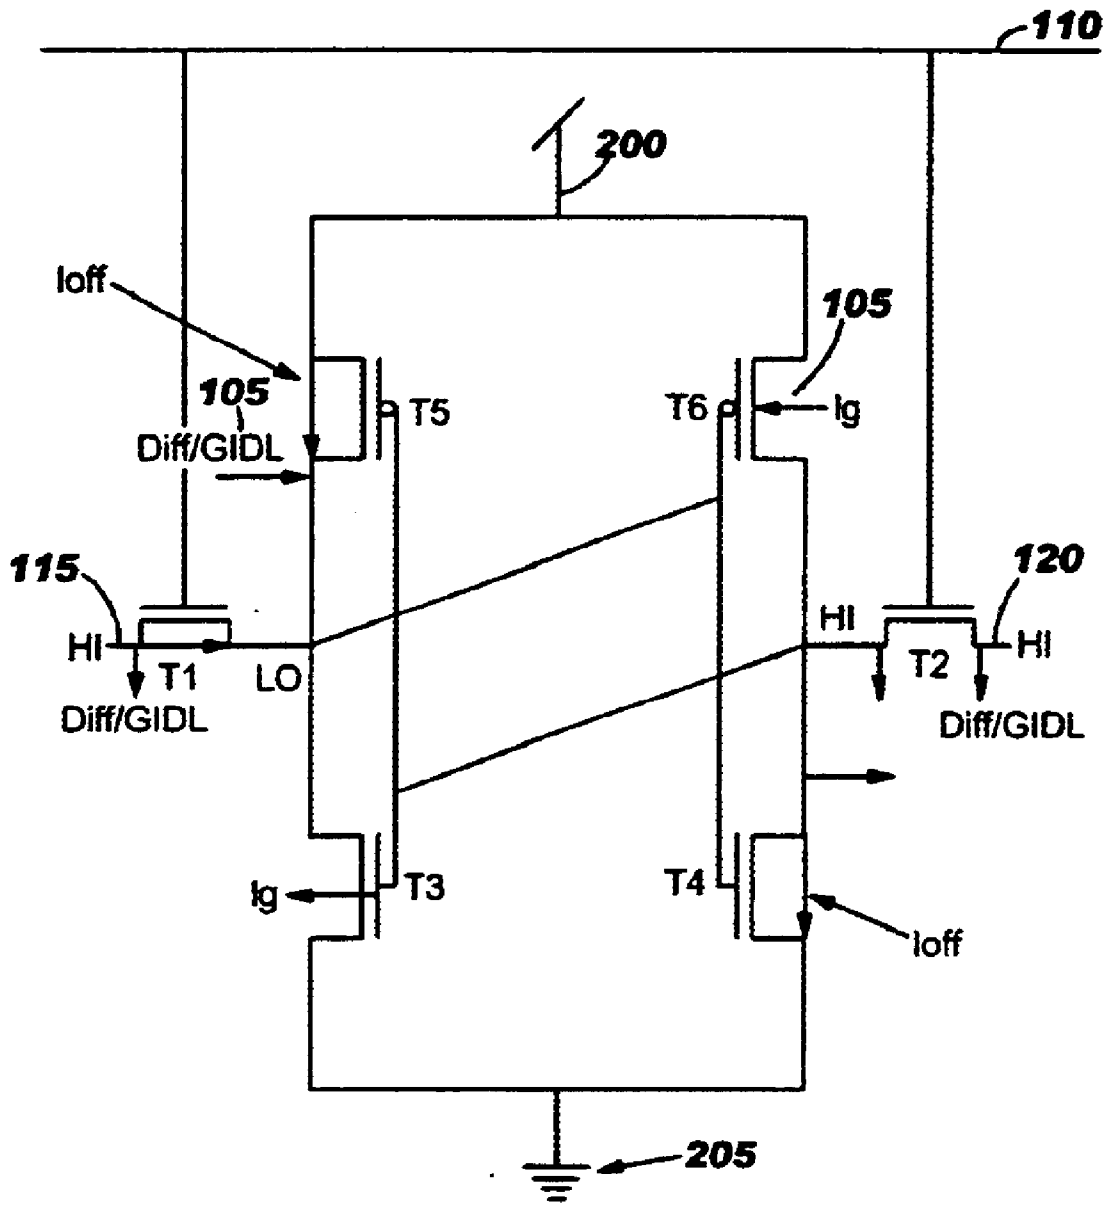 110
200
Ioff
105
105
T5
T6
Ig
Diff/GIDL
115
120
HI
HI
HI
T1
LO
T2
Diff/GIDL
Diff/GIDL
Ig
T3
T4
Ioff
205